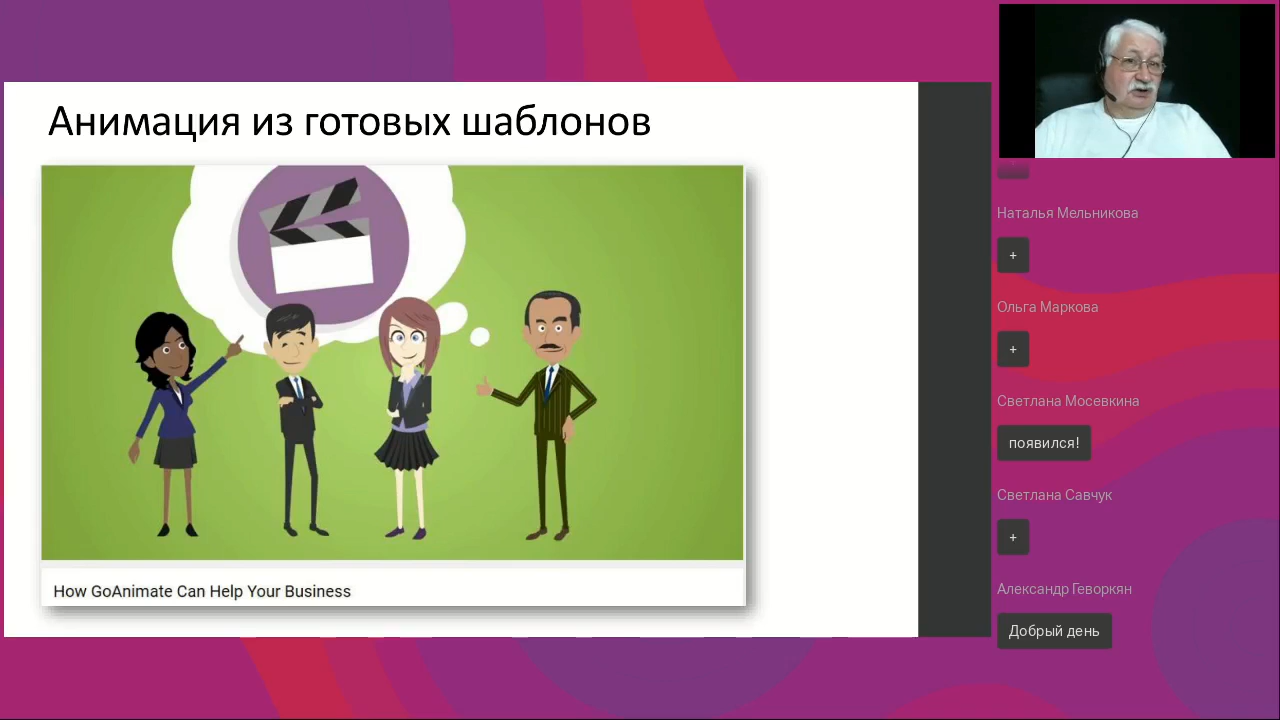 Анимация из готовых шаблонов
How GoAnimate Can Help Your Business
Наталья Мельникова
+
Ольга Маркова
+
Светлана Мосевкина
появился!
Светлана Савчук
+
Александр Геворкян
Добрый день